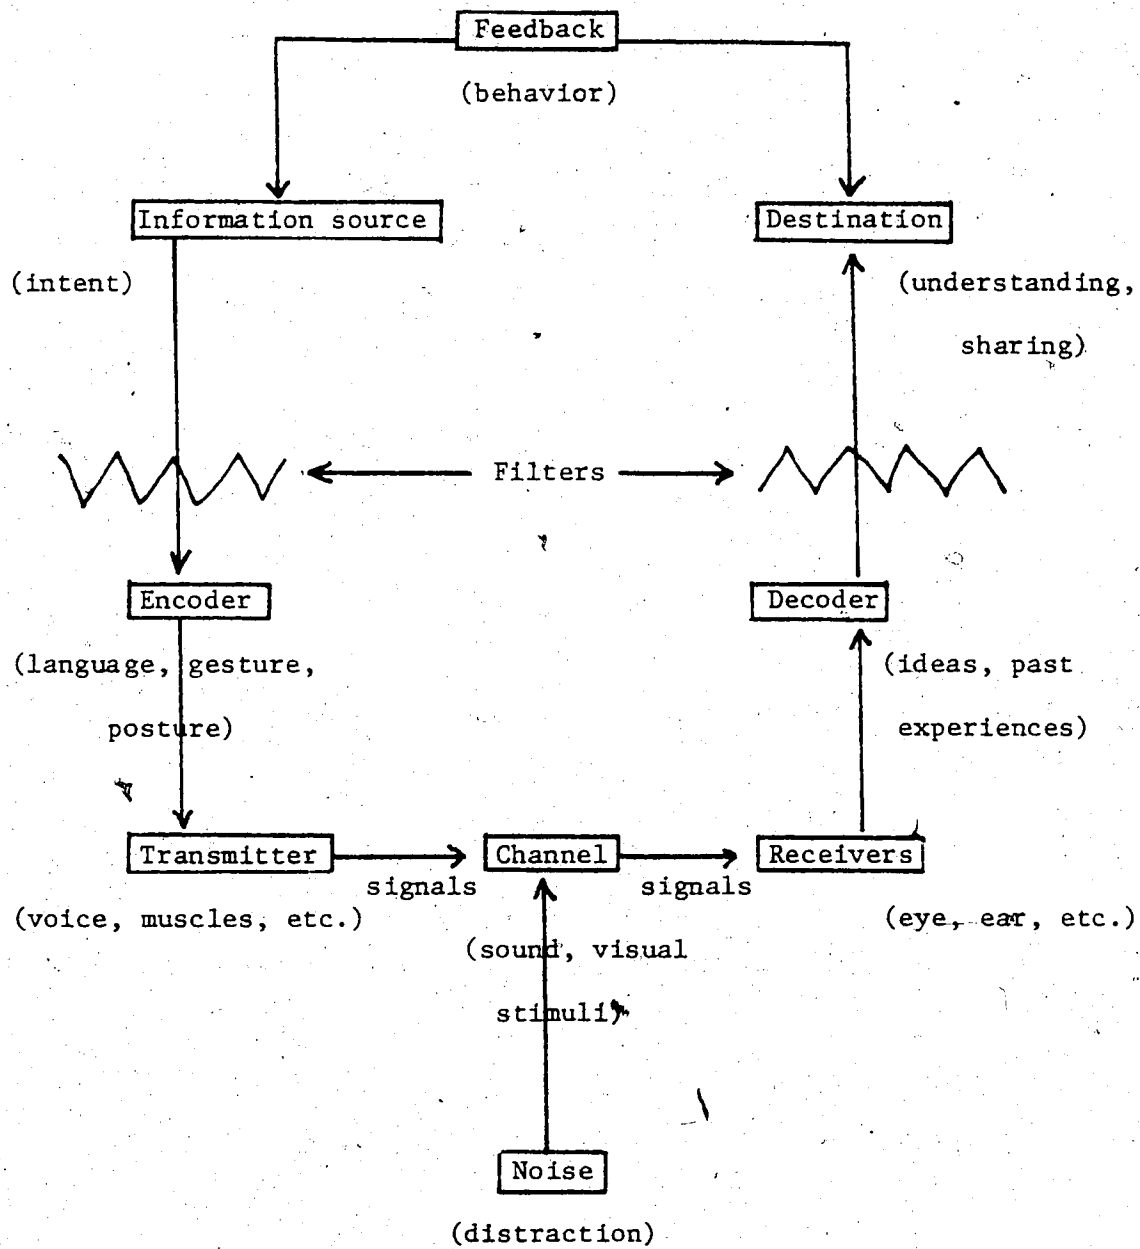 Feedback
(behavior)
Information source
Destination
(intent)
(understanding,
sharing)
Filters
Encoder
Decoder
(language, gesture,
posture)
(ideas, past
experiences)
Transmitter
signals
Channel
signals
Receivers
(voice, muscles, etc.)
(eye, ear, etc.)
(sound, visual
stimuli)
Noise
(distraction)